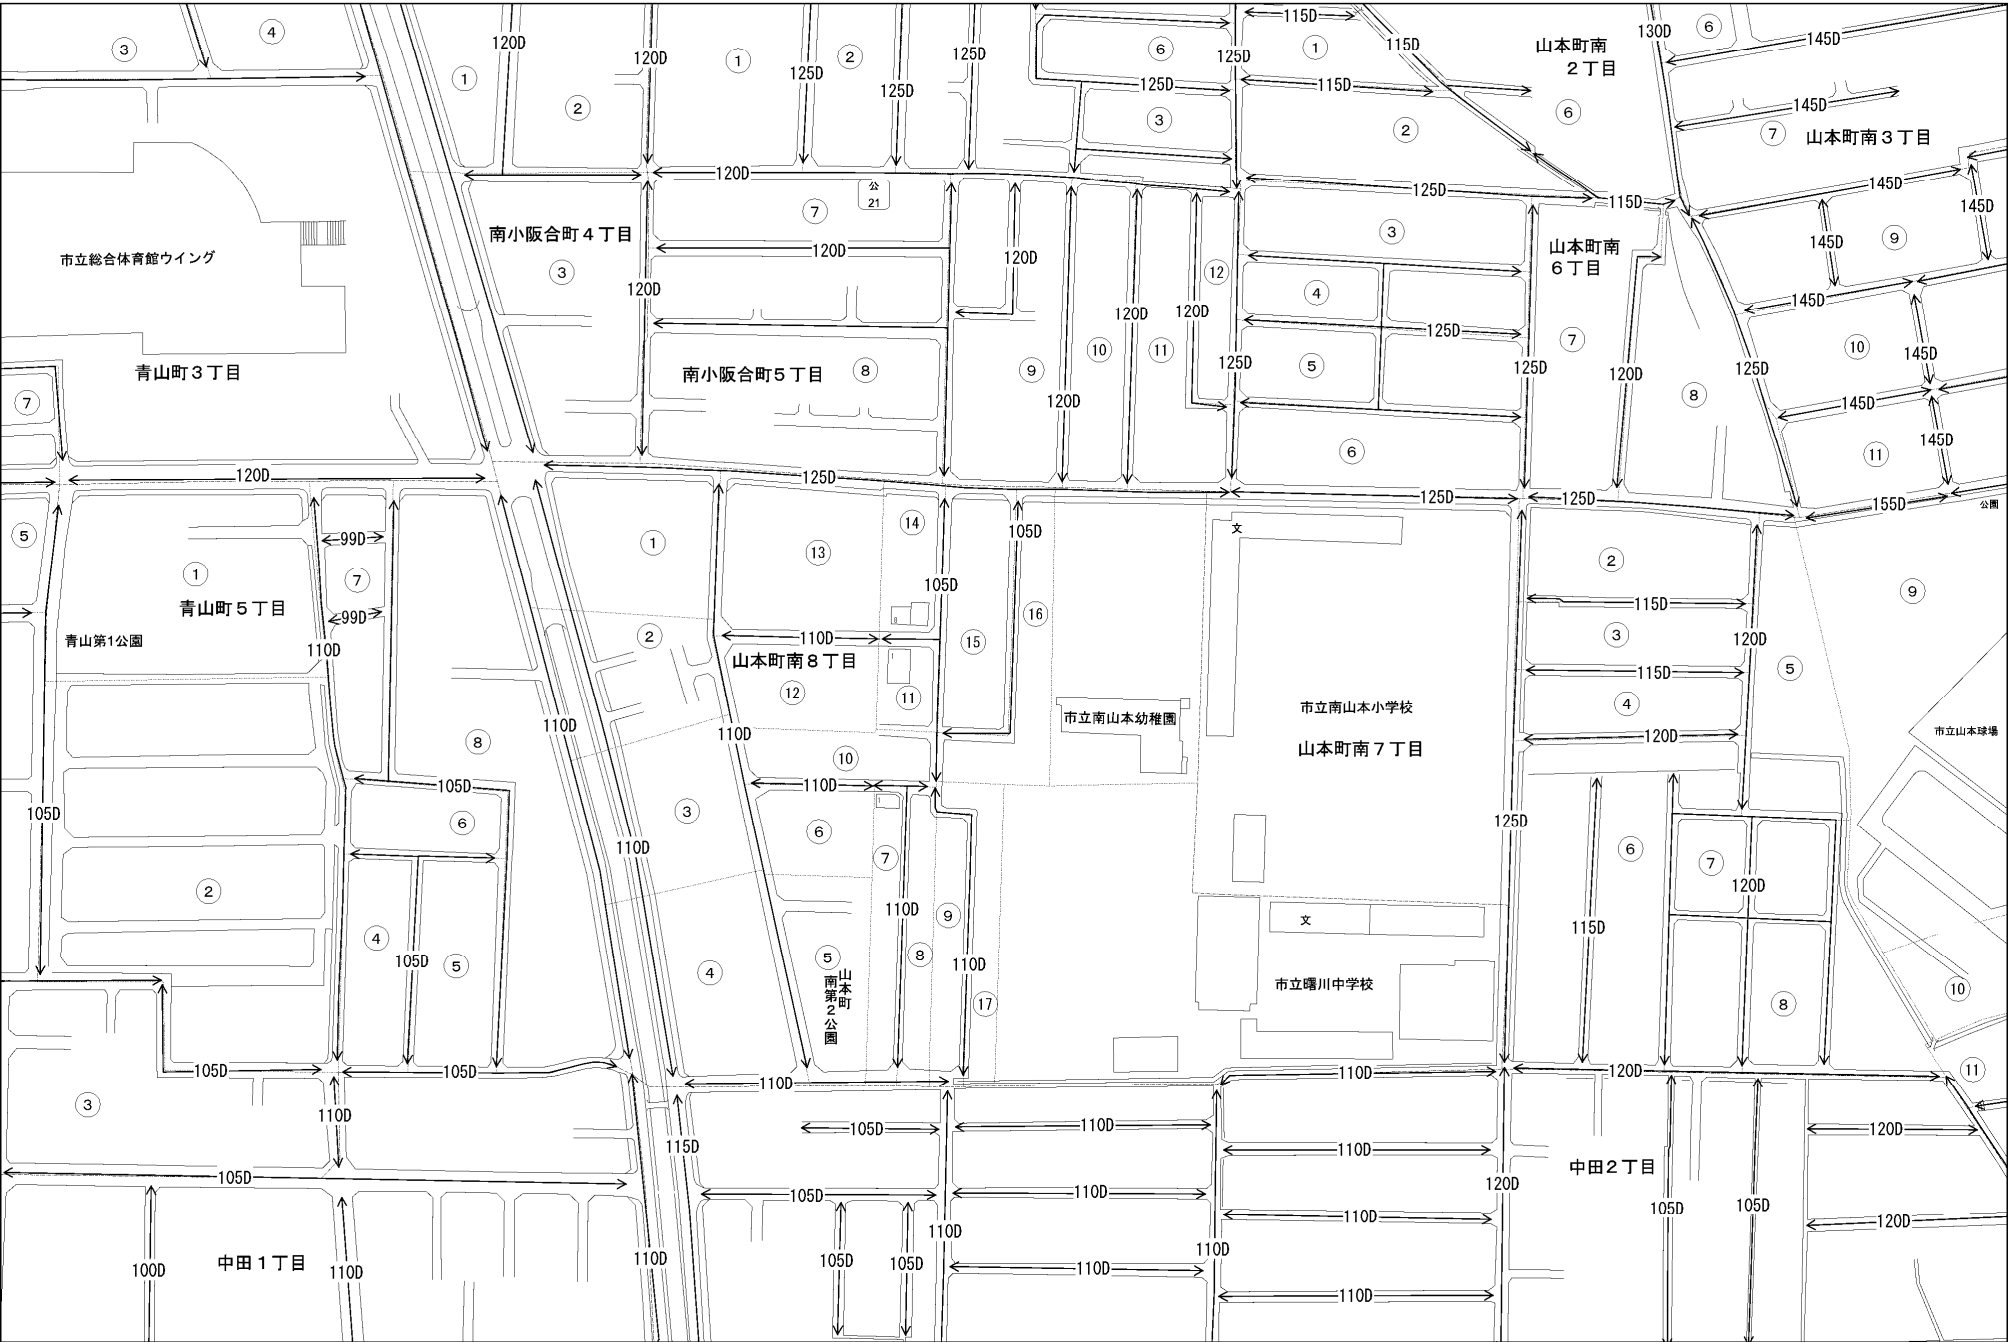 ③
④
120D
①
②
120D
①
125D
②
125D
125D
⑥
125D
③
125D
115D
①
115D
115D
②
山本町南
2丁目
⑥
130D
⑥
145D
145D
⑦
山本町南3丁目
市立総合体育館ウイング
120D
公
21
⑦
南小阪合町4丁目
③
120D
120D
120D
125D
115D
③
山本町南
6丁目
145D
145D
145D
⑨
145D
青山町3丁目
⑦
南小阪合町5丁目
⑧
⑨
120D
⑩
120D
⑪
120D
⑫
125D
④
125D
⑤
⑥
125D
⑦
120D
⑧
125D
⑩
145D
145D
145D
⑪
120D
125D
125D
125D
155D
公園
⑤
①
青山町5丁目
青山第1公園
99D
⑦
99D
110D
⑧
110D
①
②
⑬
⑭
105D
105D
⑮
⑯
110D
山本町南8丁目
⑫
⑪
110D
文
市立南山本幼稚園
市立南山本小学校
山本町南7丁目
②
115D
③
115D
④
120D
120D
⑤
⑨
市立山本球場
105D
②
105D
⑥
④
105D
⑤
110D
③
④
⑩
110D
⑥
⑦
110D
⑧
⑨
110D
⑤
山本町
南第2公園
⑰
文
市立曙川中学校
125D
⑥
115D
⑦
120D
⑧
⑩
⑪
③
105D
105D
110D
110D
110D
120D
105D
中田1丁目
100D
110D
110D
115D
105D
105D
105D
105D
110D
110D
110D
110D
110D
110D
110D
110D
120D
中田2丁目
105D
105D
120D
120D